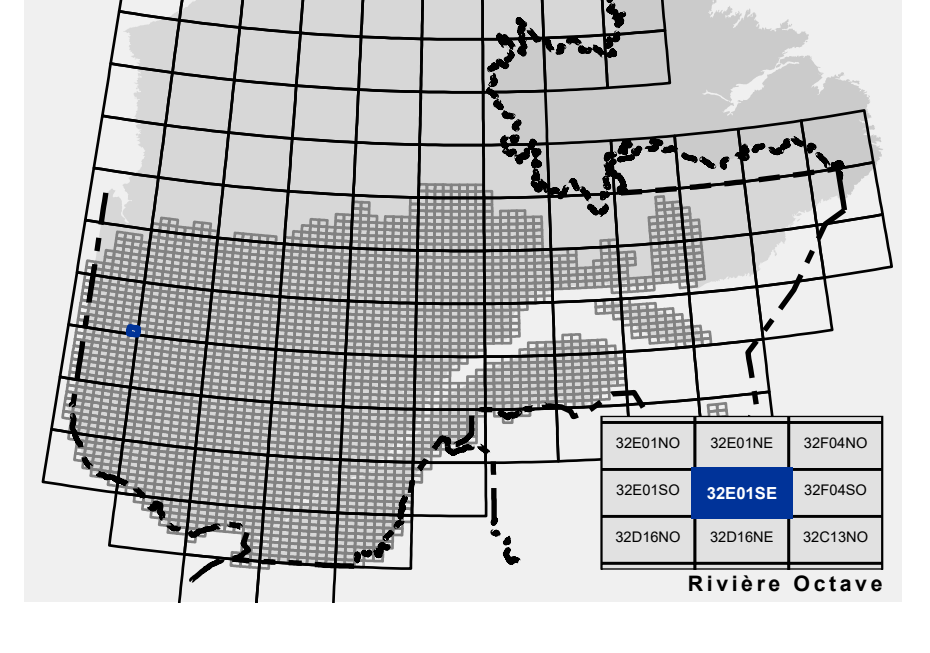 32E01NO 32E01NE 32F04NO
32E01SO 32E01SE 32F04SO
32D16NO 32D16NE 32C13NO
Rivière Octave